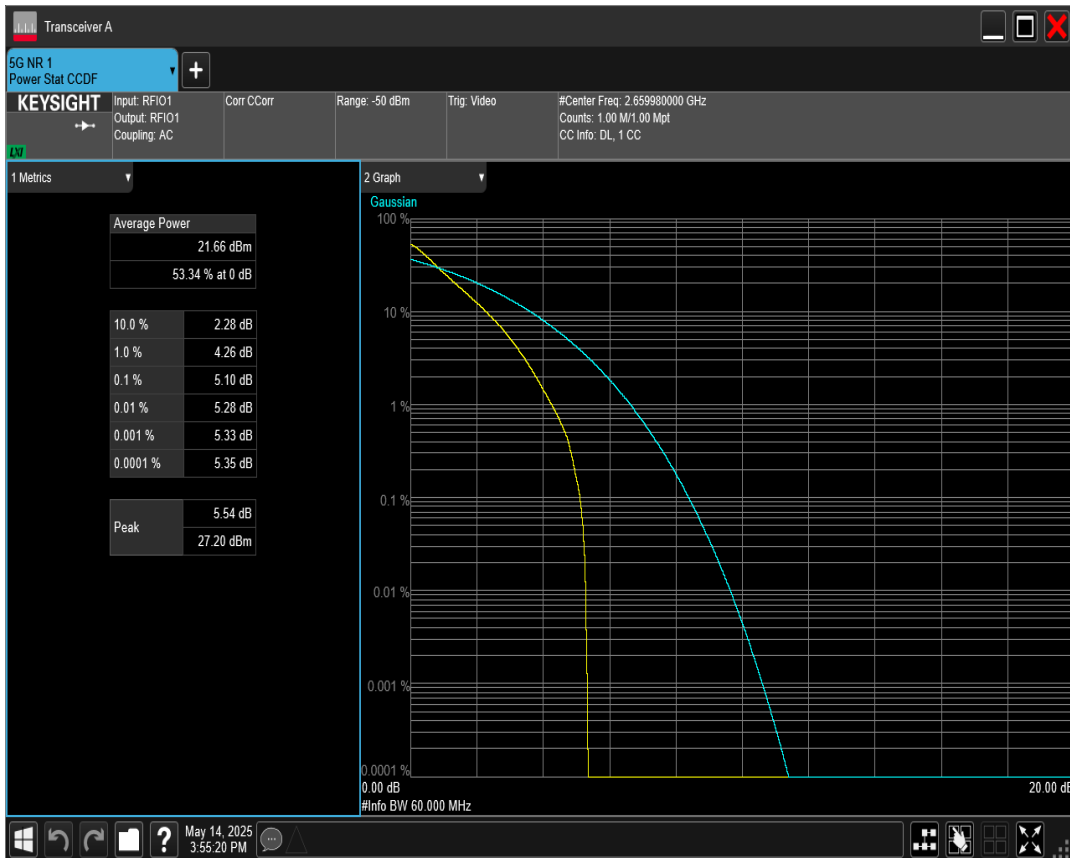 Transceiver A
5G NR 1
Power Stat CCDF
+
KEYSIGHT
LXI
Input: RFIO1
Output: RFIO1
Coupling: AC
Corr CCorr
Range: -50 dBm
Trig: Video
#Center Freq: 2.659980000 GHz
Counts: 1.00 M/1.00 Mpt
CC Info: DL, 1 CC
1 Metrics
Average Power
21.66 dBm
53.34 % at 0 dB
10.0 % 2.28 dB
1.0 % 4.26 dB
0.1 % 5.10 dB
0.01 % 5.28 dB
0.001 % 5.33 dB
0.0001 % 5.35 dB
Peak
5.54 dB
27.20 dBm
2 Graph
Gaussian
100 %
10 %
1 %
0.1 %
0.01 %
0.001 %
0.0001 %
0.00 dB 20.00 dB
#Info BW 60.000 MHz
?
May 14, 2025
3:55:20 PM